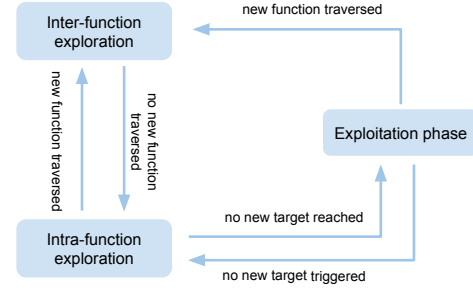 new function traversed
Inter-function
exploration
new function traversed
no new function
traversed
Exploitation phase
Intra-function
exploration
no new target reached
no new target triggered